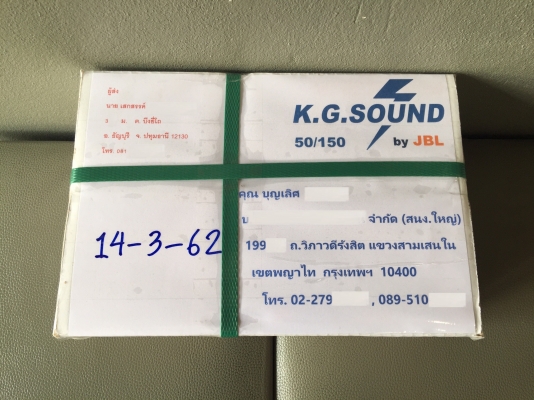 ผู้ส่ง
นาย เสกสรรค์
ต. บึงยี่โถ
อ. ธัญบุรี จ. ปทุมธานี 12130
โทร.
K.G.SOUND
50/150 by JBL
คุณ บุญเลิศ
บ จำกัด (สนง.ใหญ่)
199 ถ.วิภาวดีรังสิต แขวงสามเสนใน
เขตพญาไท กรุงเทพฯ 10400
โทร. 02-279 , 089-510
14-3-62